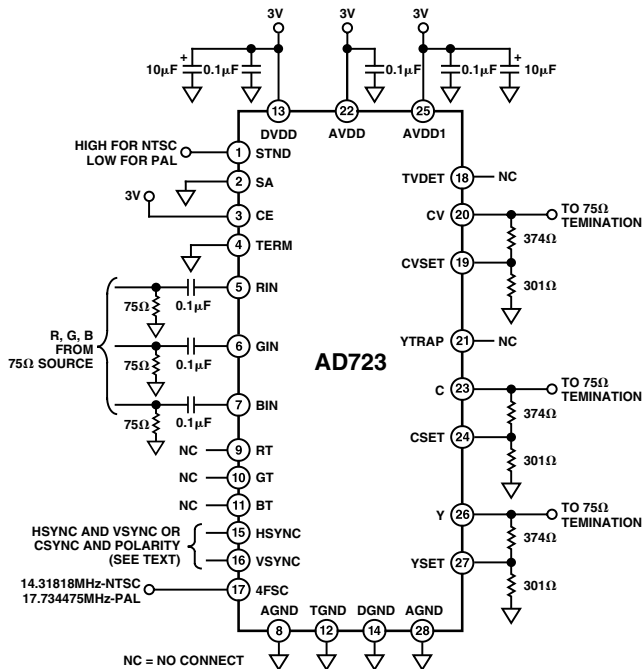 3V
3V
3V
10µF
+
0.1µF
0.1µF
0.1µF
+
10µF
13
22
25
DVDD
AVDD
AVDD1
HIGH FOR NTSC
LOW FOR PAL
1
STND
2
SA
3V
3
CE
4
TERM
5
RIN
75Ω
0.1µF
R, G, B
FROM
75Ω SOURCE
6
GIN
75Ω
0.1µF
7
BIN
75Ω
0.1µF
NC
9
RT
NC
10
GT
NC
11
BT
HSYNC AND VSYNC OR
CSYNC AND POLARITY
(SEE TEXT)
15
HSYNC
16
VSYNC
14.31818MHz-NTSC
17.734475MHz-PAL
17
4FSC
AD723
TVDET
18
NC
CV
20
TO 75Ω
TEMINATION
374Ω
CVSET
19
301Ω
YTRAP
21
NC
C
23
TO 75Ω
TEMINATION
374Ω
CSET
24
301Ω
Y
26
TO 75Ω
TEMINATION
374Ω
YSET
27
301Ω
AGND
TGND
DGND
AGND
8
12
14
28
NC = NO CONNECT